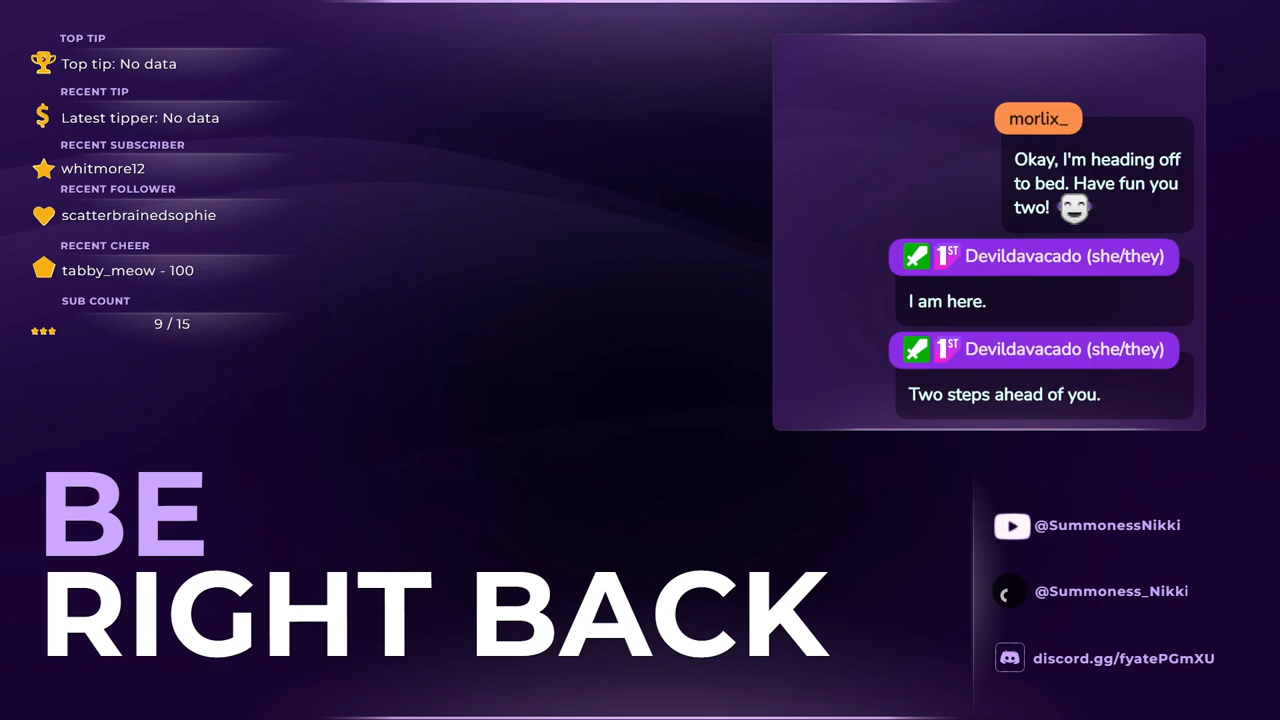 TOP TIP
Top tip: No data
RECENT TIP
Latest tipper: No data
RECENT SUBSCRIBER
whitmore12
RECENT FOLLOWER
scatterbrainedsophie
RECENT CHEER
tabby_meow - 100
SUB COUNT
9 / 15
morlix_
Okay, I'm heading off
to bed. Have fun you
two!
1ST Devildavacado (she/they)
I am here.
1ST Devildavacado (she/they)
Two steps ahead of you.
BE
RIGHT BACK
@SummonessNikki
@Summoness_Nikki
discord.gg/fyatePGmXU